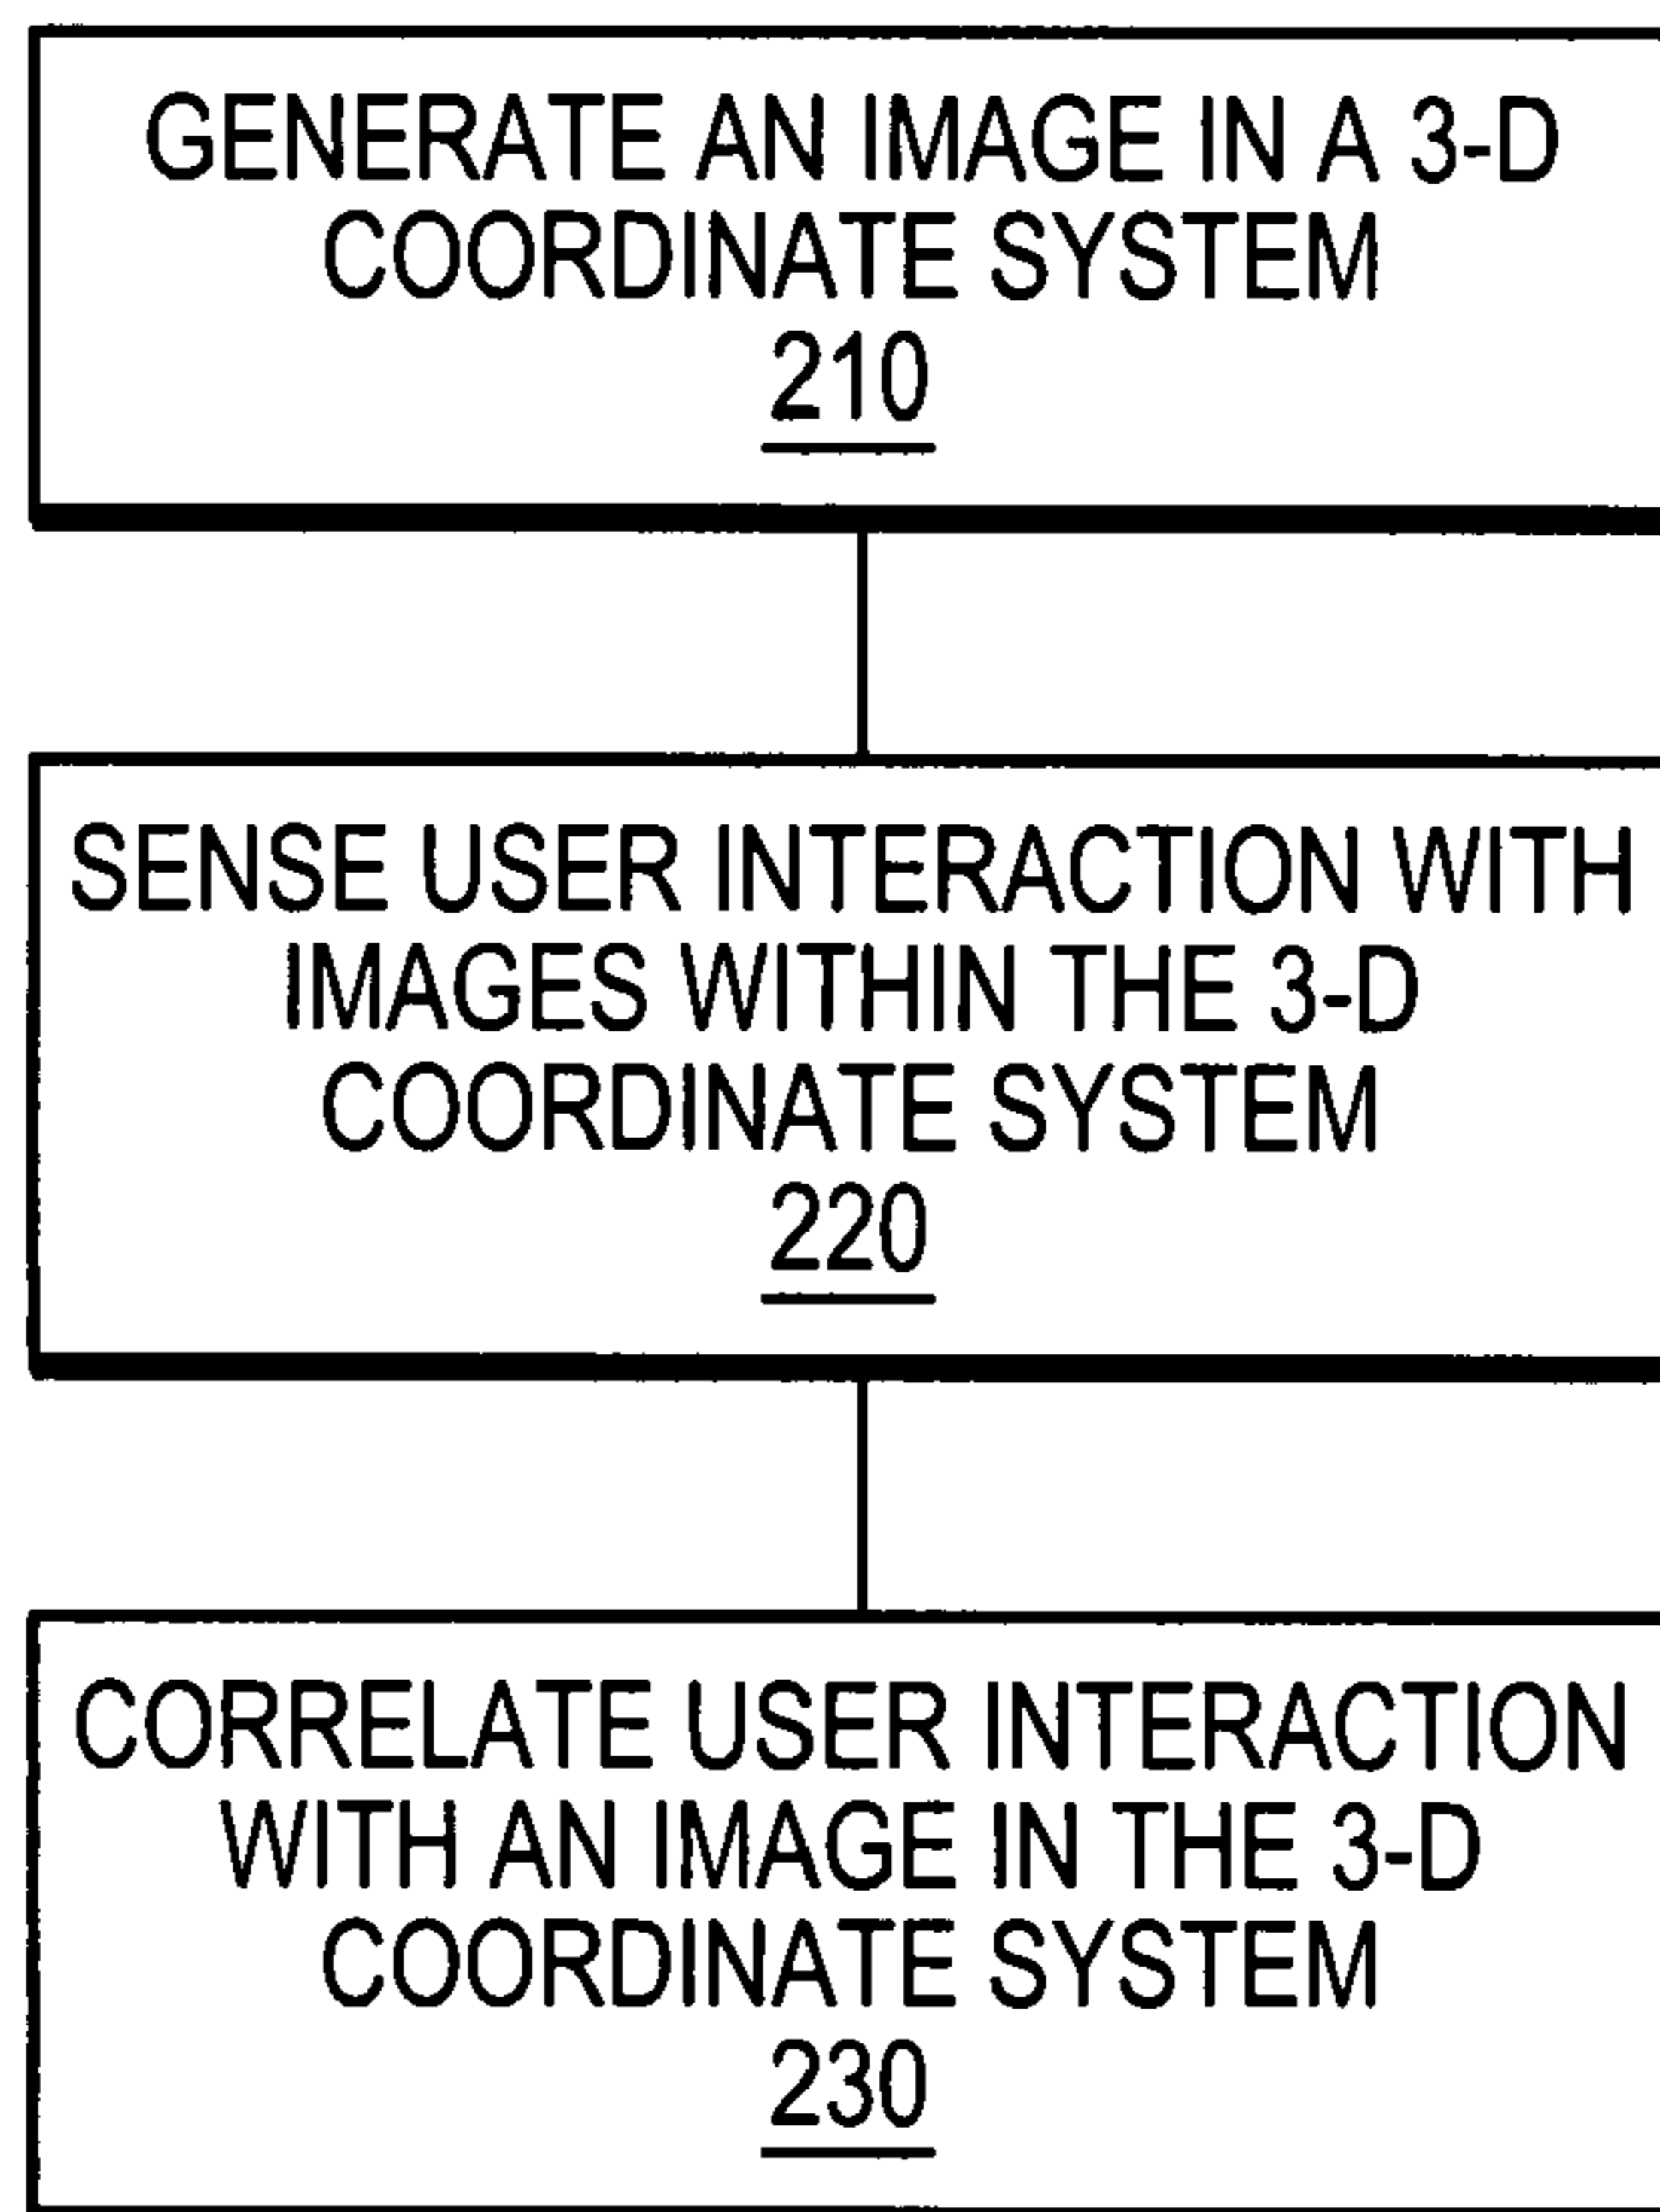 GENERATE AN IMAGE IN A 3-D
COORDINATE SYSTEM
210
SENSE USER INTERACTION WITH
IMAGES WITHIN THE 3-D
COORDINATE SYSTEM
220
CORRELATE USER INTERACTION
WITH AN IMAGE IN THE 3-D
COORDINATE SYSTEM
230